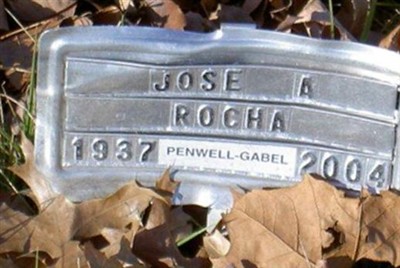 JOSE A
ROCHA
1937 PENWELL-GABEL 2004